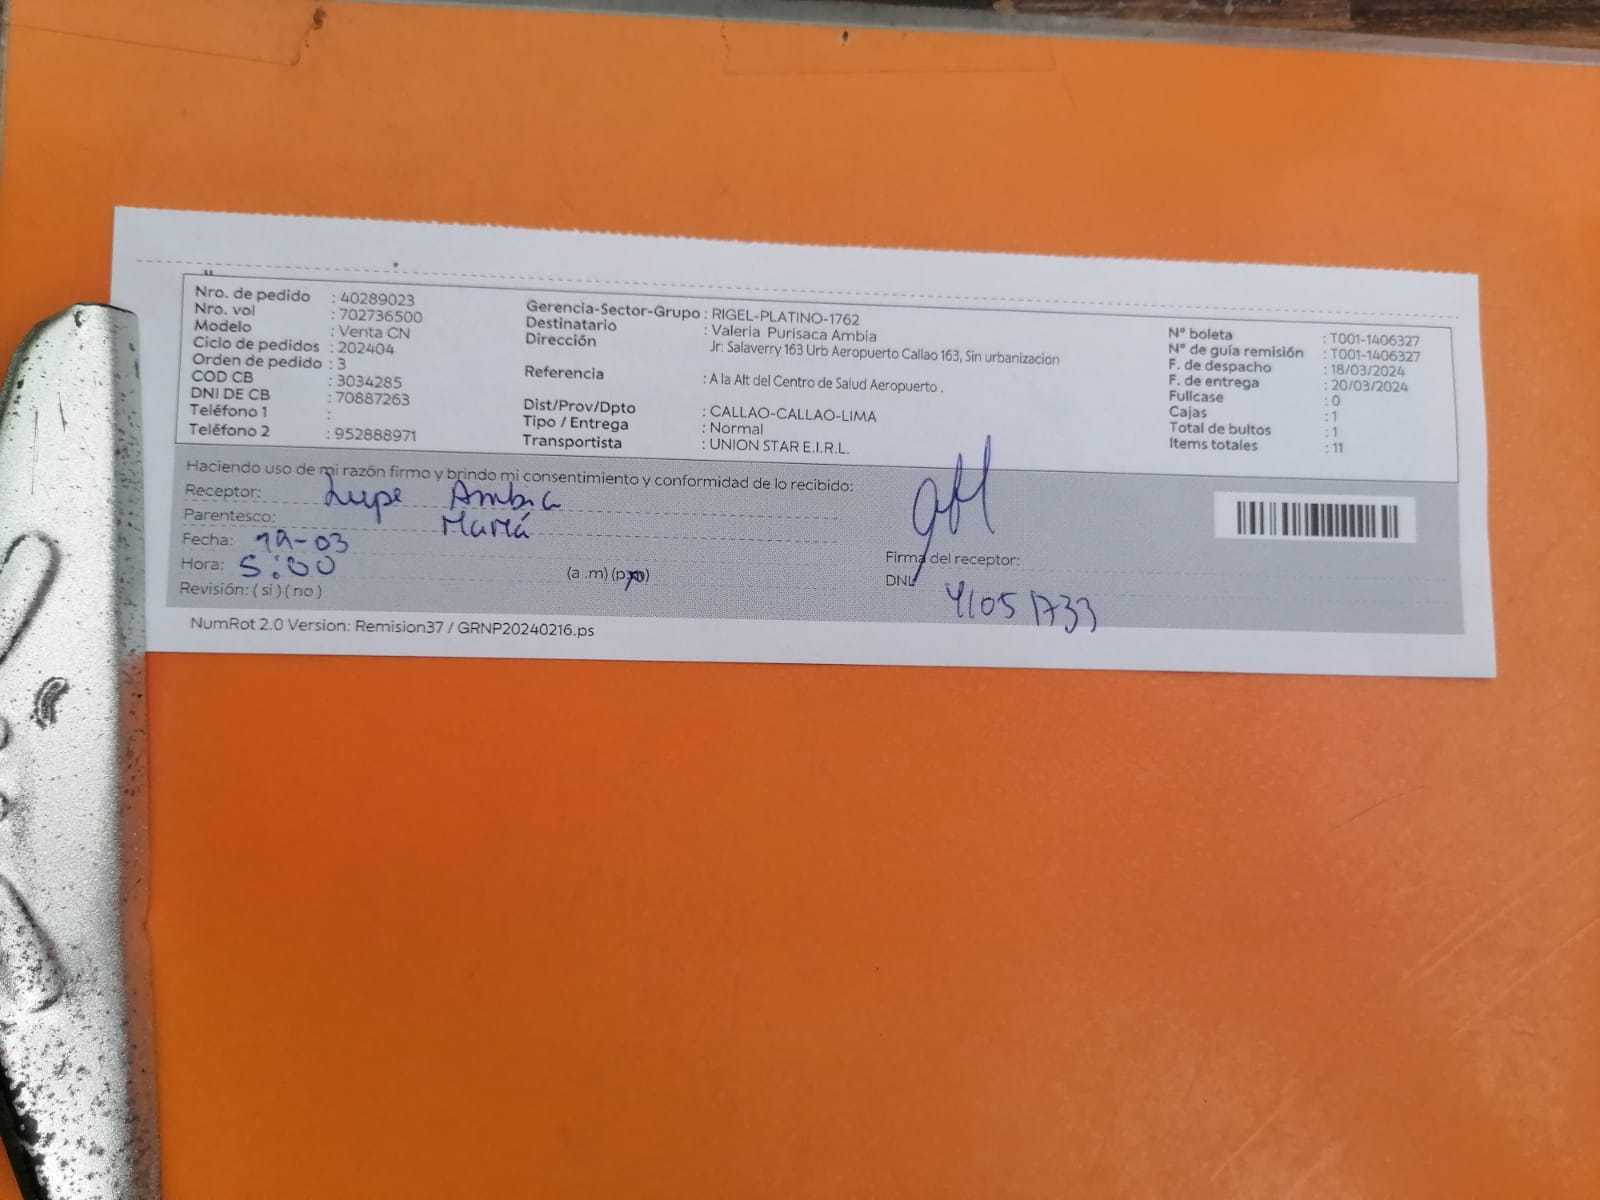 Nro. de pedido : 40289023
Nro. vol : 702736500
Modelo : Venta CN
Ciclo de pedidos : 202404
Orden de pedido : 3
COD CB : 3034285
DNI DE CB : 70887263
Teléfono 1 :
Teléfono 2 : 952888971
Gerencia-Sector-Grupo : RIGEL-PLATINO-1762
Destinatario : Valeria Purisaca Ambia
Dirección Jr. Salaverry 163 Urb Aeropuerto Callao 163, Sin urbanización
Referencia : A la Alt del Centro de Salud Aeropuerto .
Dist/Prov/Dpto : CALLAO-CALLAO-LIMA
Tipo / Entrega : Normal
Transportista : UNION STAR E.I.R.L.
N° boleta : T001-1406327
N° de guía remisión : T001-1406327
F. de despacho : 18/03/2024
F. de entrega : 20/03/2024
Fullcase : 0
Cajas : 1
Total de bultos : 1
Items totales : 11
Haciendo uso de mi razón firmo y brindo mi consentimiento y conformidad de lo recibido:
Receptor: Lupe Ambia
Parentesco: Mamá
Fecha: 19-03
Hora: 5:00 (a .m) (p.m)
Revisión: ( si ) ( no )
Firma del receptor:
DNI: 41051733
NumRot 2.0 Version: Remision37 / GRNP20240216.ps